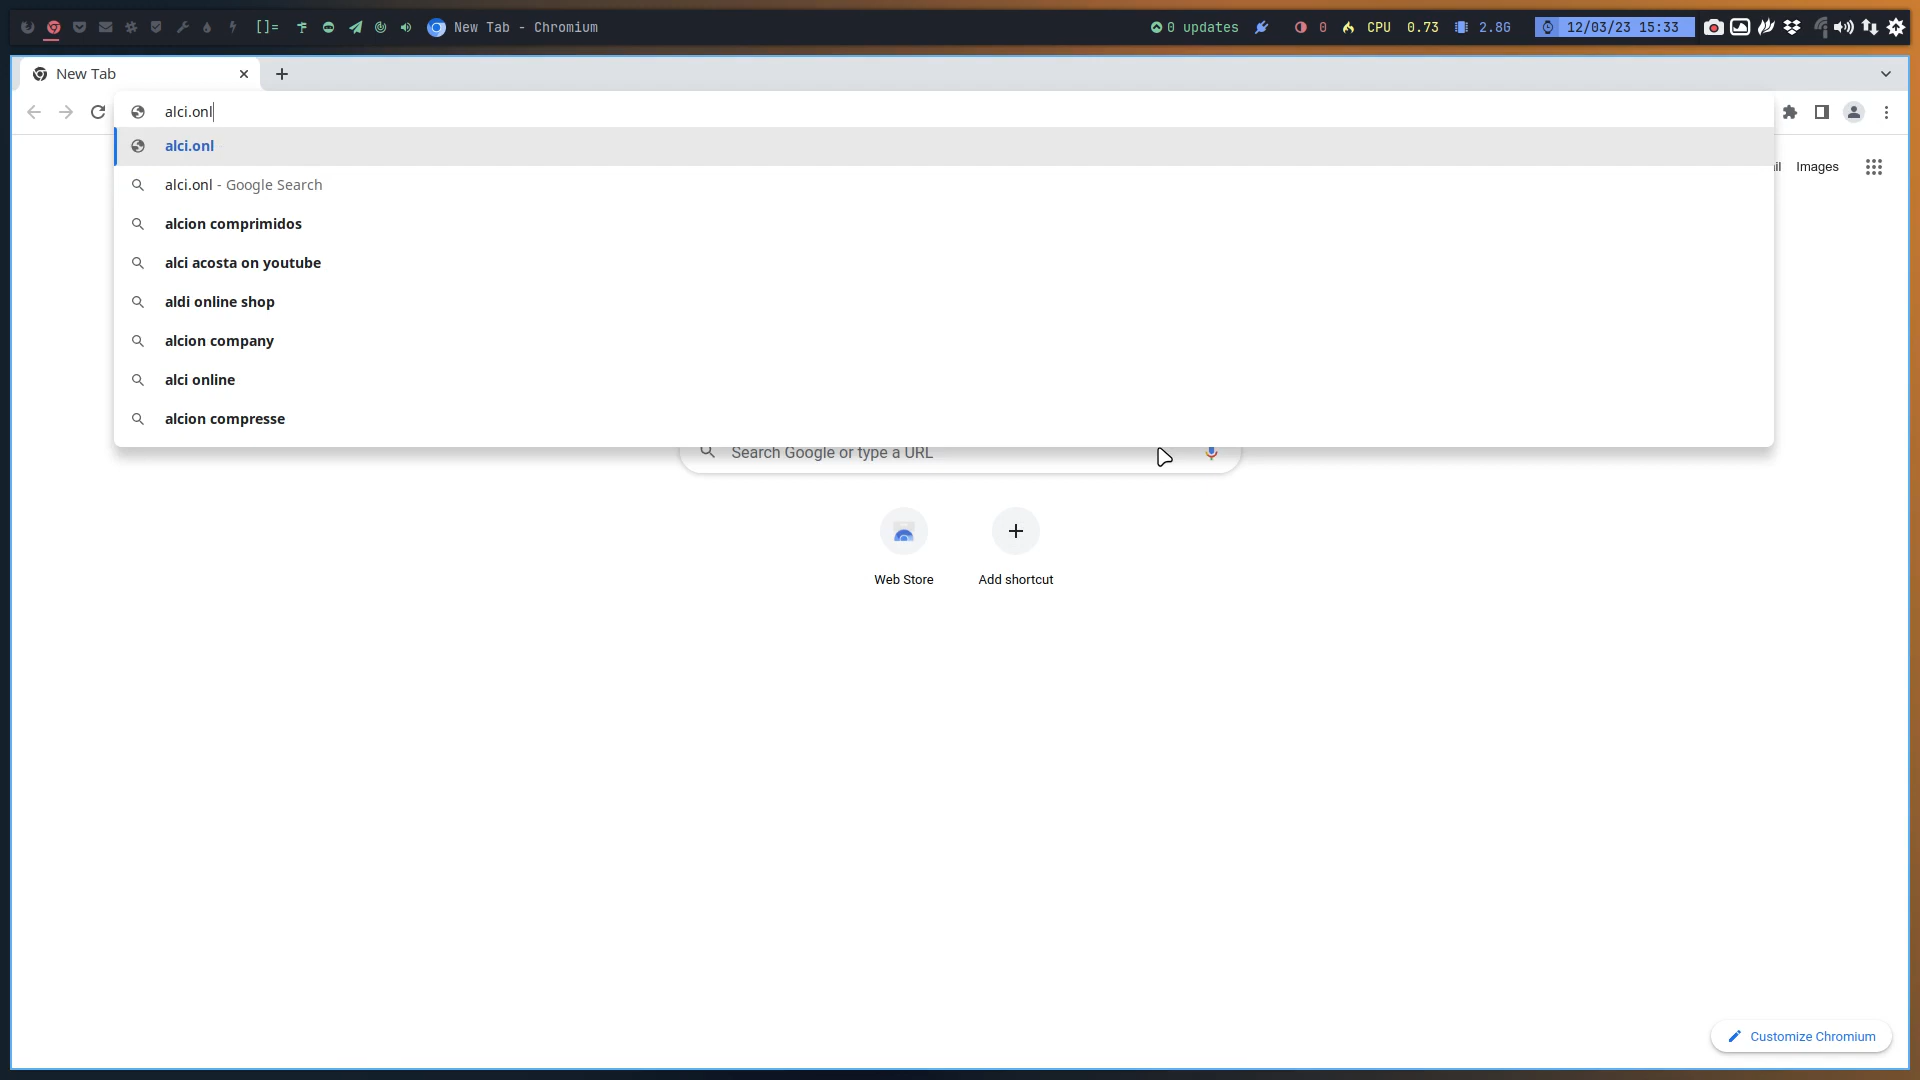 []= New Tab - Chromium 0 updates 0 CPU 0.73 2.86 12/03/23 15:33
New Tab
alci.onl
alci.onl
Images
alci.onl - Google Search
alcion comprimidos
alci acosta on youtube
aldi online shop
alcion company
alci online
alcion compresse
Search Google or type a URL
Web Store Add shortcut
Customize Chromium